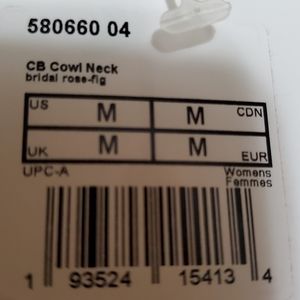 580660 04
CB Cowl Neck
bridal rose-fig
US M M CDN
UK M M EUR
UPC-A Womens
Femmes
1 93524 15413 4